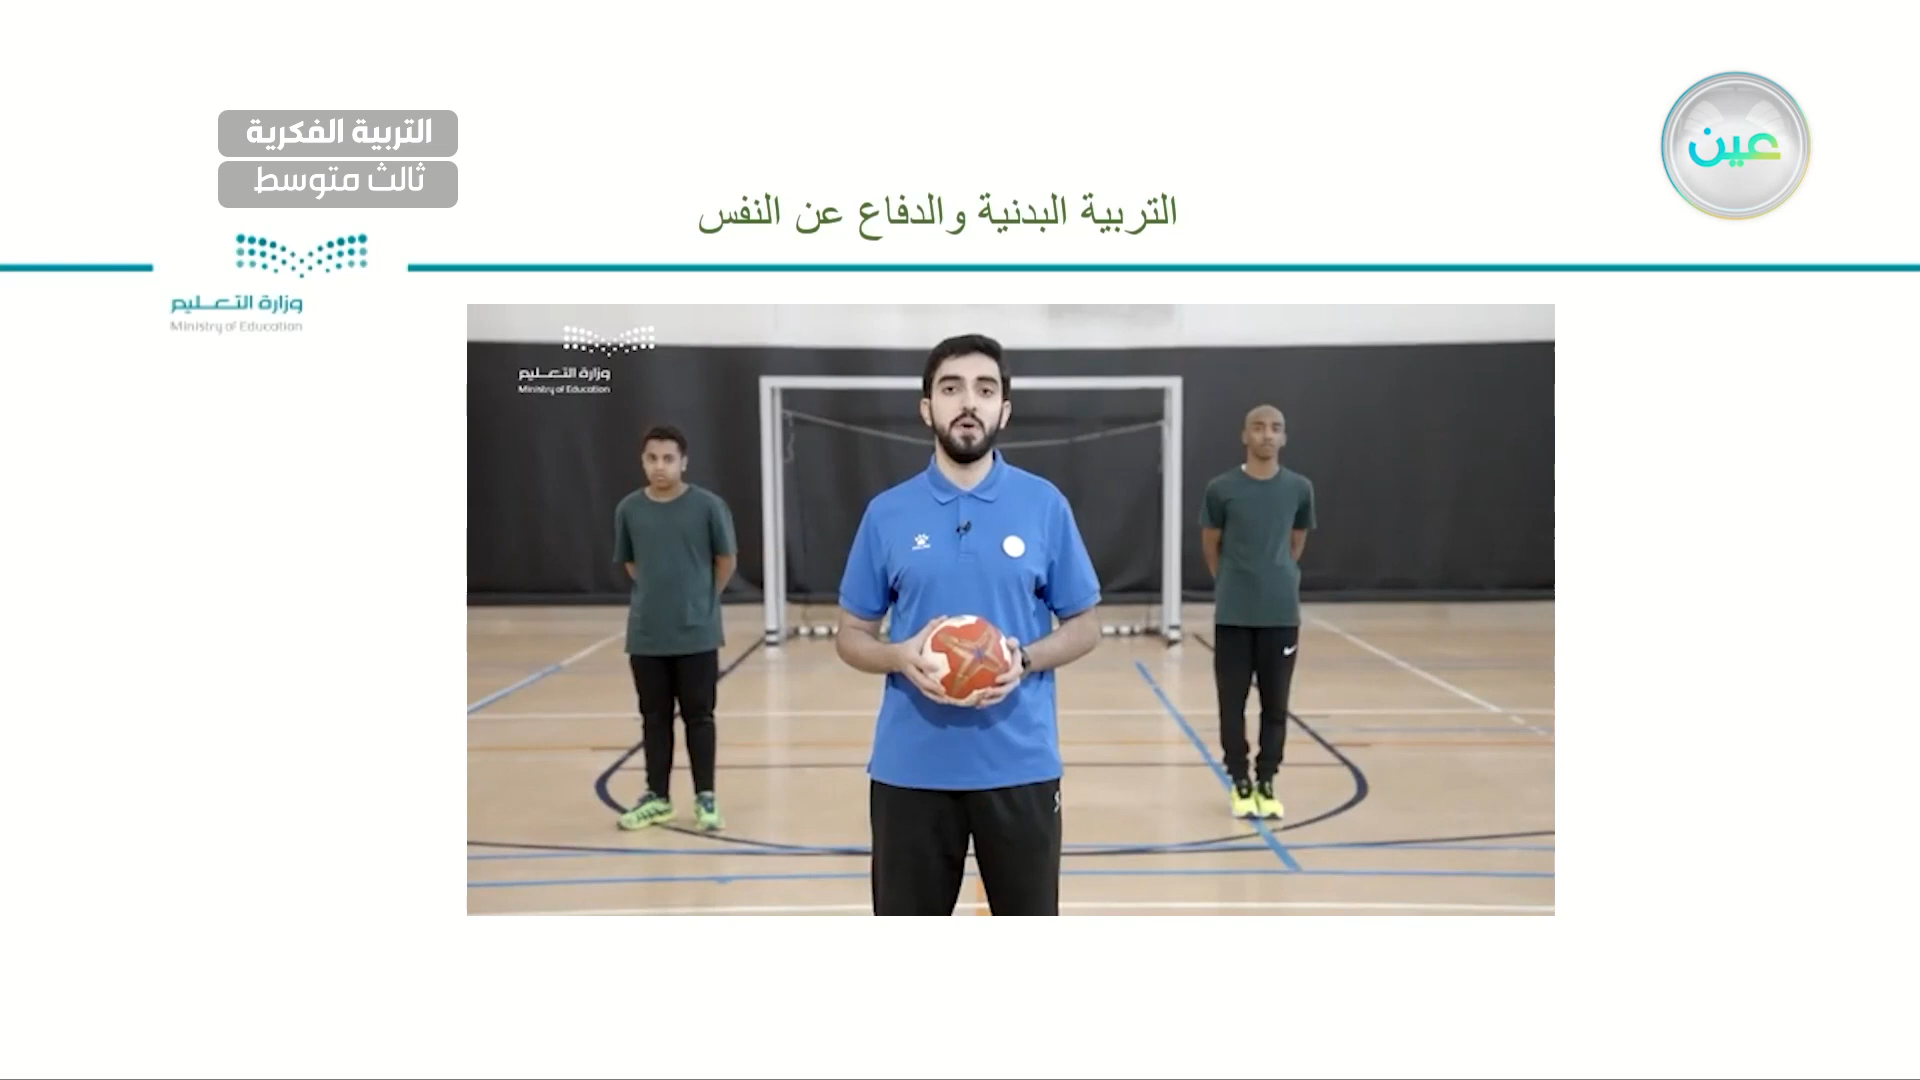 التربية الفكرية
ثالث متوسط
عين
التربية البدنية والدفاع عن النفس
وزارة التعليم
Ministry of Education
وزارة التعليم
Ministry of Education